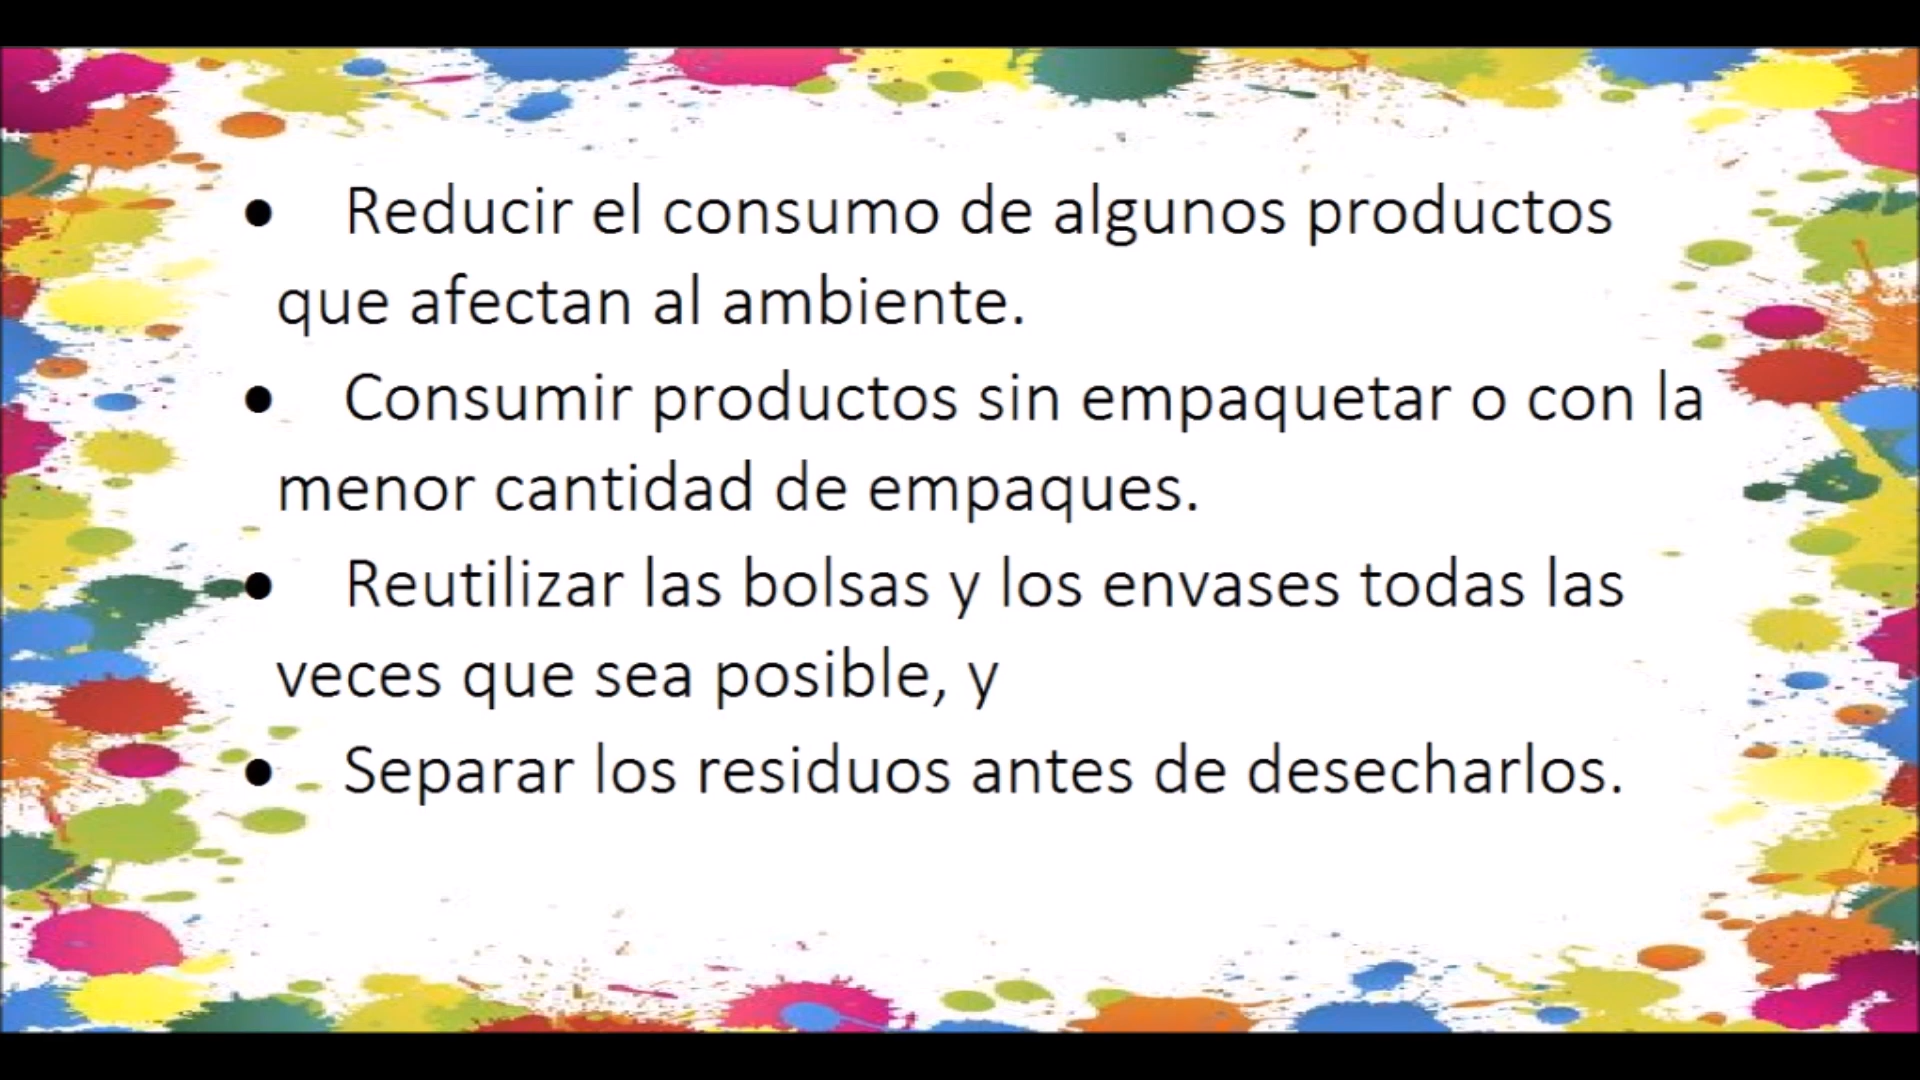 • Reducir el consumo de algunos productos
que afectan al ambiente.
• Consumir productos sin empaquetar o con la
menor cantidad de empaques.
• Reutilizar las bolsas y los envases todas las
veces que sea posible, y
• Separar los residuos antes de desecharlos.